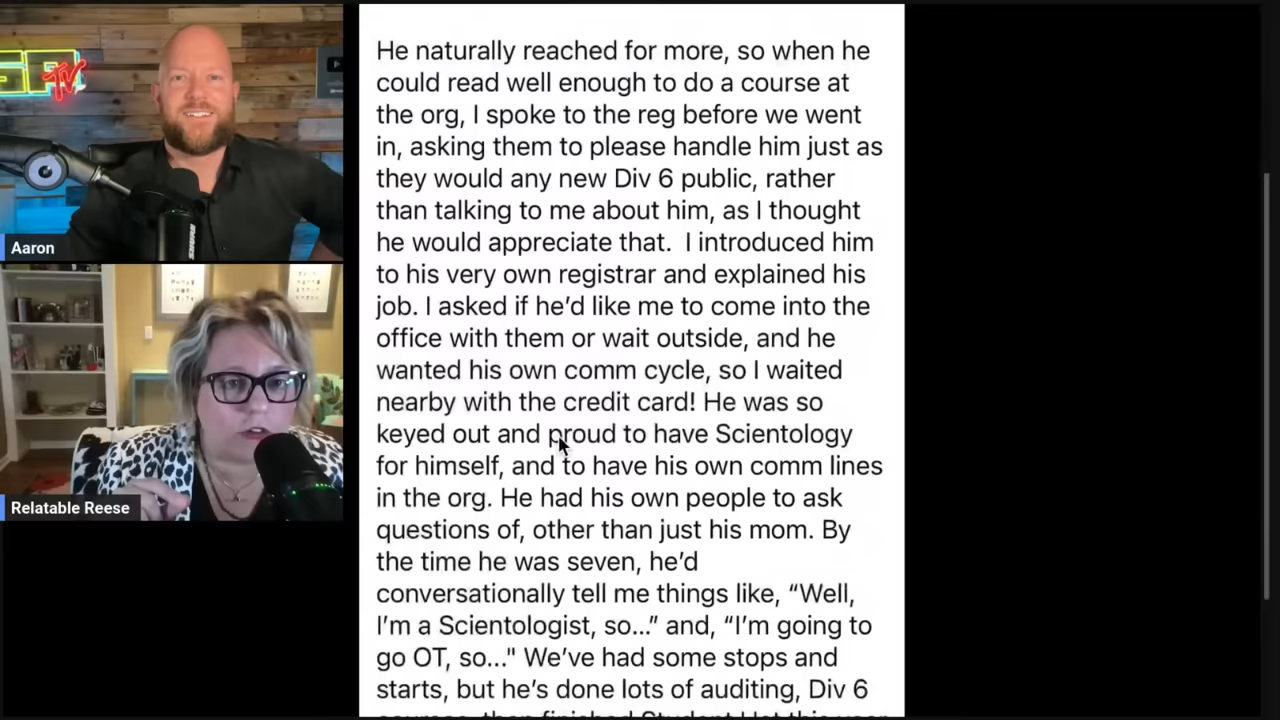 TV
Aaron
Relatable Reese
He naturally reached for more, so when he
could read well enough to do a course at
the org, I spoke to the reg before we went
in, asking them to please handle him just as
they would any new Div 6 public, rather
than talking to me about him, as I thought
he would appreciate that.  I introduced him
to his very own registrar and explained his
job. I asked if he’d like me to come into the
office with them or wait outside, and he
wanted his own comm cycle, so I waited
nearby with the credit card! He was so
keyed out and proud to have Scientology
for himself, and to have his own comm lines
in the org. He had his own people to ask
questions of, other than just his mom. By
the time he was seven, he’d
conversationally tell me things like, “Well,
I’m a Scientologist, so...” and, “I’m going to
go OT, so..." We’ve had some stops and
starts, but he’s done lots of auditing, Div 6